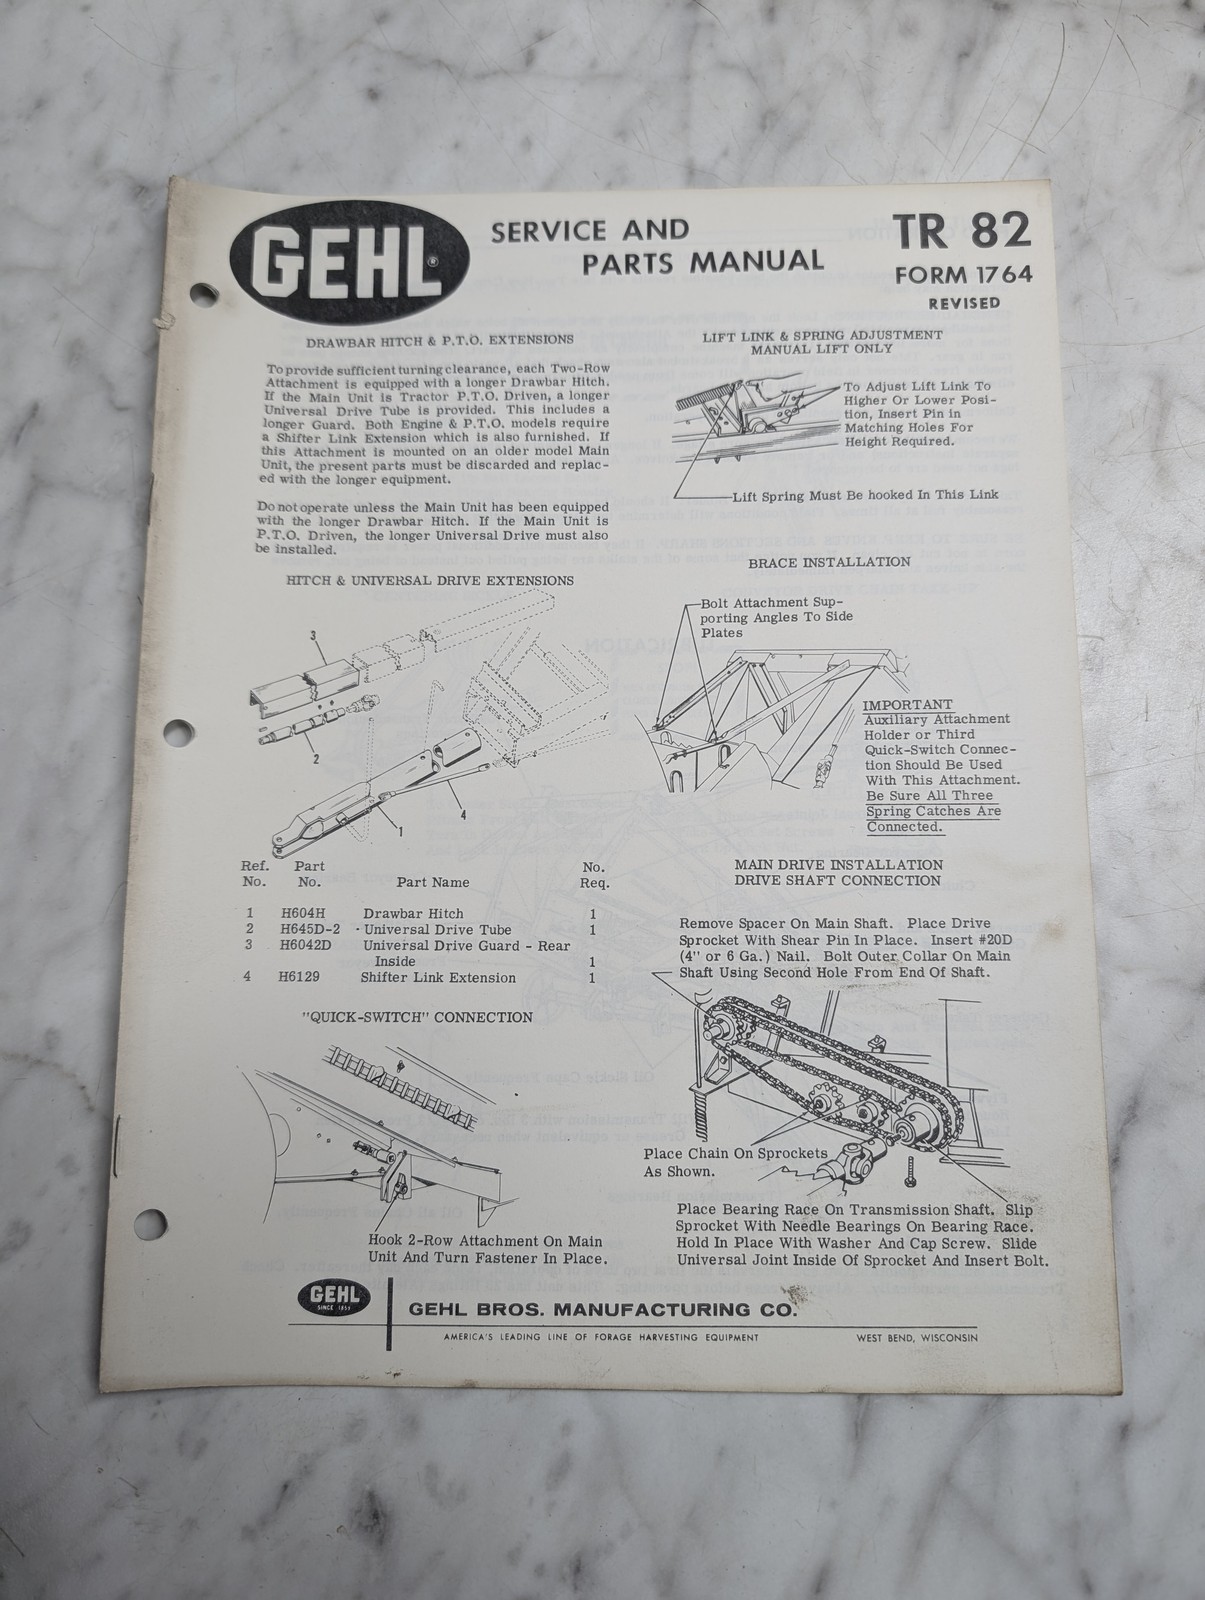 GEHL®
SERVICE AND
PARTS MANUAL
TR 82
FORM 1764
REVISED
DRAWBAR HITCH & P.T.O. EXTENSIONS
To provide sufficient turning clearance, each Two-Row
Attachment is equipped with a longer Drawbar Hitch.
If the Main Unit is Tractor P.T.O. Driven, a longer
Universal Drive Tube is provided. This includes a
longer Guard. Both Engine & P.T.O. models require
a Shifter Link Extension which is also furnished. If
this Attachment is mounted on an older model Main
Unit, the present parts must be discarded and replac-
ed with the longer equipment.
Do not operate unless the Main Unit has been equipped
with the longer Drawbar Hitch. If the Main Unit is
P.T.O. Driven, the longer Universal Drive must also
be installed.
HITCH & UNIVERSAL DRIVE EXTENSIONS
3
2
4
1
Ref. Part No.
No. No. Part Name Req.
1 H604H Drawbar Hitch 1
2 H645D-2 Universal Drive Tube 1
3 H6042D Universal Drive Guard - Rear
Inside 1
4 H6129 Shifter Link Extension 1
"QUICK-SWITCH" CONNECTION
Hook 2-Row Attachment On Main
Unit And Turn Fastener In Place.
LIFT LINK & SPRING ADJUSTMENT
MANUAL LIFT ONLY
To Adjust Lift Link To
Higher Or Lower Posi-
tion, Insert Pin in
Matching Holes For
Height Required.
Lift Spring Must Be hooked In This Link
BRACE INSTALLATION
Bolt Attachment Sup-
porting Angles To Side
Plates
IMPORTANT
Auxiliary Attachment
Holder or Third
Quick-Switch Connec-
tion Should Be Used
With This Attachment.
Be Sure All Three
Spring Catches Are
Connected.
MAIN DRIVE INSTALLATION
DRIVE SHAFT CONNECTION
Remove Spacer On Main Shaft. Place Drive
Sprocket With Shear Pin In Place. Insert #20D
(4" or 6 Ga.) Nail. Bolt Outer Collar On Main
Shaft Using Second Hole From End Of Shaft.
Place Chain On Sprockets
As Shown.
Place Bearing Race On Transmission Shaft. Slip
Sprocket With Needle Bearings On Bearing Race.
Hold In Place With Washer And Cap Screw. Slide
Universal Joint Inside Of Sprocket And Insert Bolt.
GEHL
SINCE 1859
GEHL BROS. MANUFACTURING CO.
AMERICA'S LEADING LINE OF FORAGE HARVESTING EQUIPMENT
WEST BEND, WISCONSIN